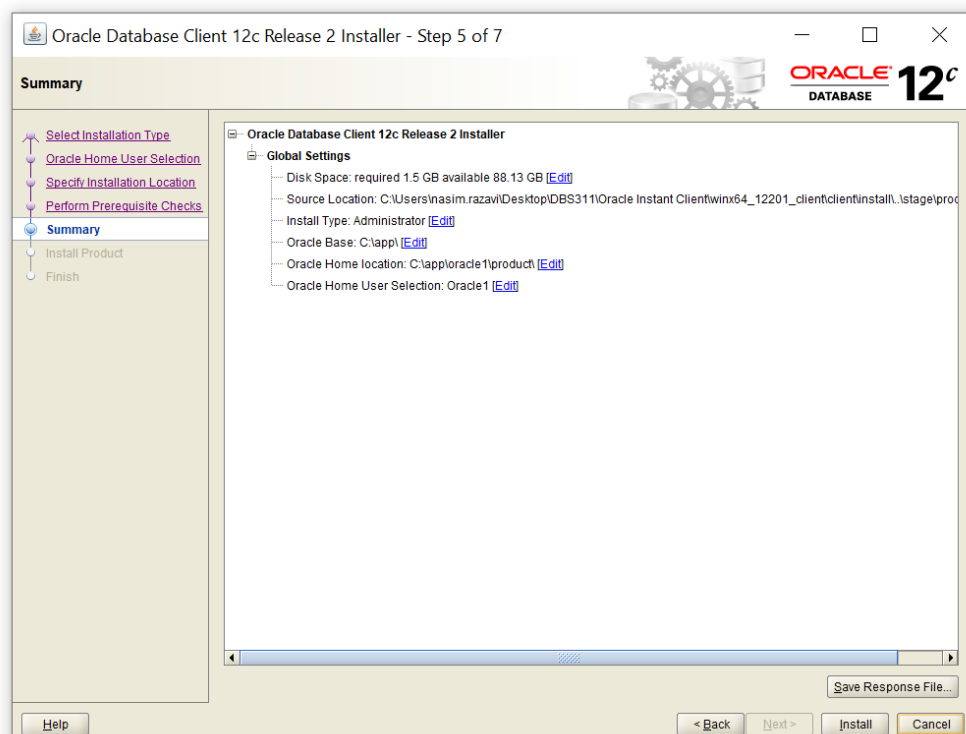 Oracle Database Client 12c Release 2 Installer - Step 5 of 7
Summary
ORACLE
DATABASE
12c
Select Installation Type
Oracle Home User Selection
Specify Installation Location
Perform Prerequisite Checks
Summary
Install Product
Finish
Oracle Database Client 12c Release 2 Installer
Global Settings
Disk Space: required 1.5 GB available 88.13 GB [Edit]
Source Location: C:\Users\nasim.razavi\Desktop\DBS311\Oracle Instant Client\winx64_12201_client\client\install\..\stage\prod
Install Type: Administrator [Edit]
Oracle Base: C:\app\ [Edit]
Oracle Home location: C:\app\oracle1\product\ [Edit]
Oracle Home User Selection: Oracle1 [Edit]
Save Response File...
Help
< Back
Next >
Install
Cancel